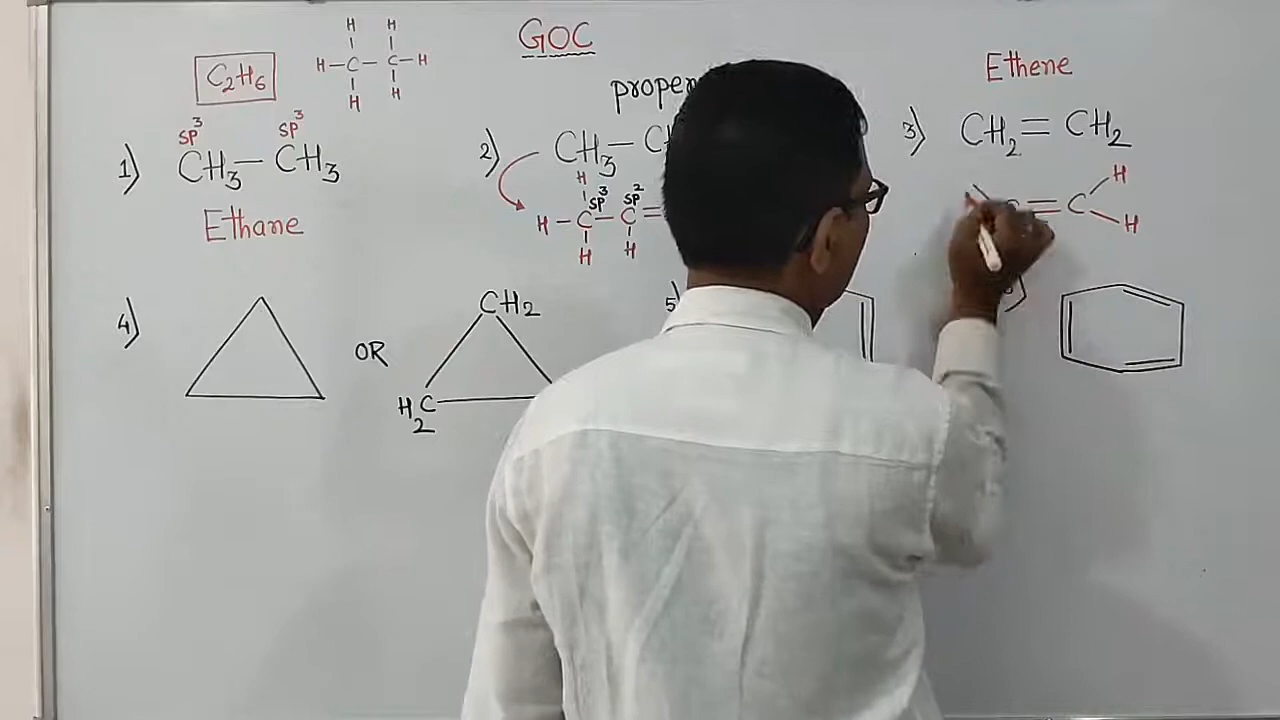 GOC
C2H6
H H
H-C-C-H
H H
1) SP3 SP3
CH3-CH3
Ethane
2) CH3-
H
SP3 SP2
H-C-C=
H H
Ethene
3) CH2=CH2
=C
H
H
4) OR
CH2
H2C
5)